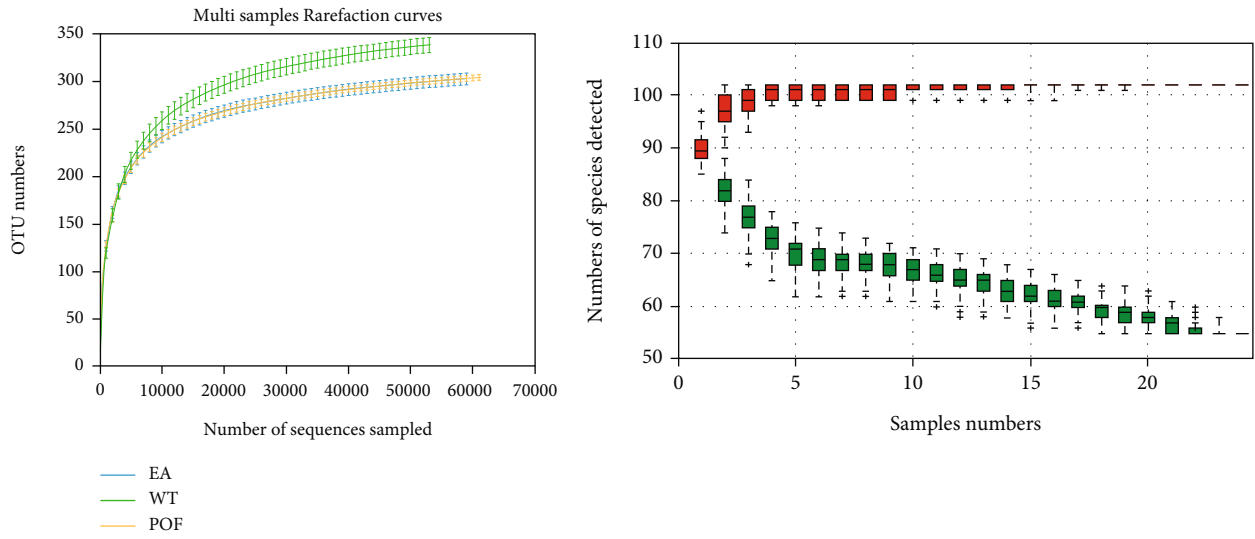 Multi samples Rarefaction curves
OTU numbers
350
300
250
200
150
100
50
0
0 10000 20000 30000 40000 50000 60000 70000
Number of sequences sampled
EA
WT
POF
Numbers of species detected
110
100
90
80
70
60
50
0 5 10 15 20
Samples numbers